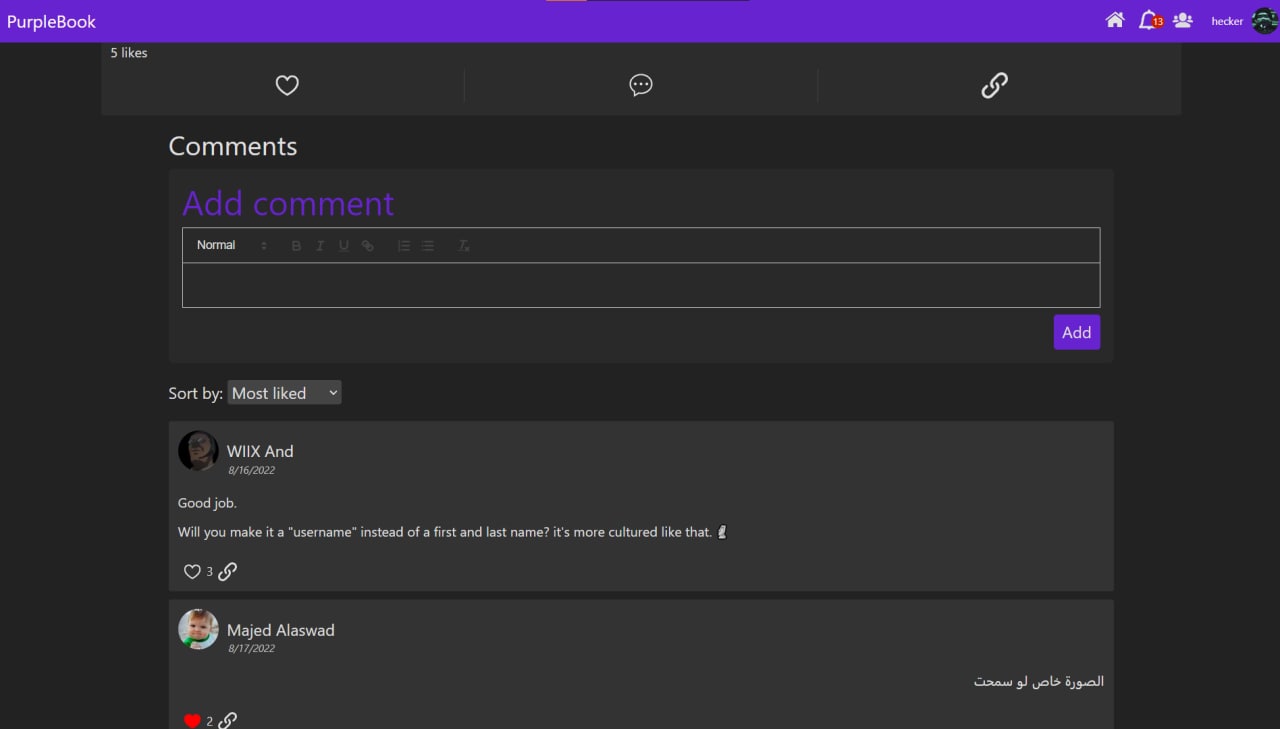 PurpleBook
13
hecker
5 likes
Comments
Add comment
Normal
Add
Sort by: Most liked
WIIX And
8/16/2022
Good job.
Will you make it a "username" instead of a first and last name? it's more cultured like that. 🗿
3
Majed Alaswad
8/17/2022
الصورة خاص لو سمحت
2